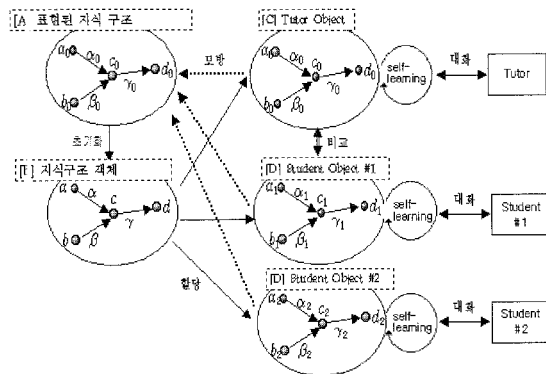 [A 표현된 지식 구조
a₀ α₀ c₀ d₀
b₀ β₀ γ₀
초기화
[B] 지식구조 객체
a α c d
b β γ
모방
할당
[C] Tutor Object
a₀ α₀ c₀ d₀
b₀ β₀ γ₀
self-learning
대화
Tutor
비교
[D] Student Object #1
a₁ α₁ c₁ d₁
b₁ β₁ γ₁
self-learning
대화
Student
#1
[D] Student Object #2
a₂ α₂ c₂ d₂
b₂ β₂ γ₂
self-learning
대화
Student
#2